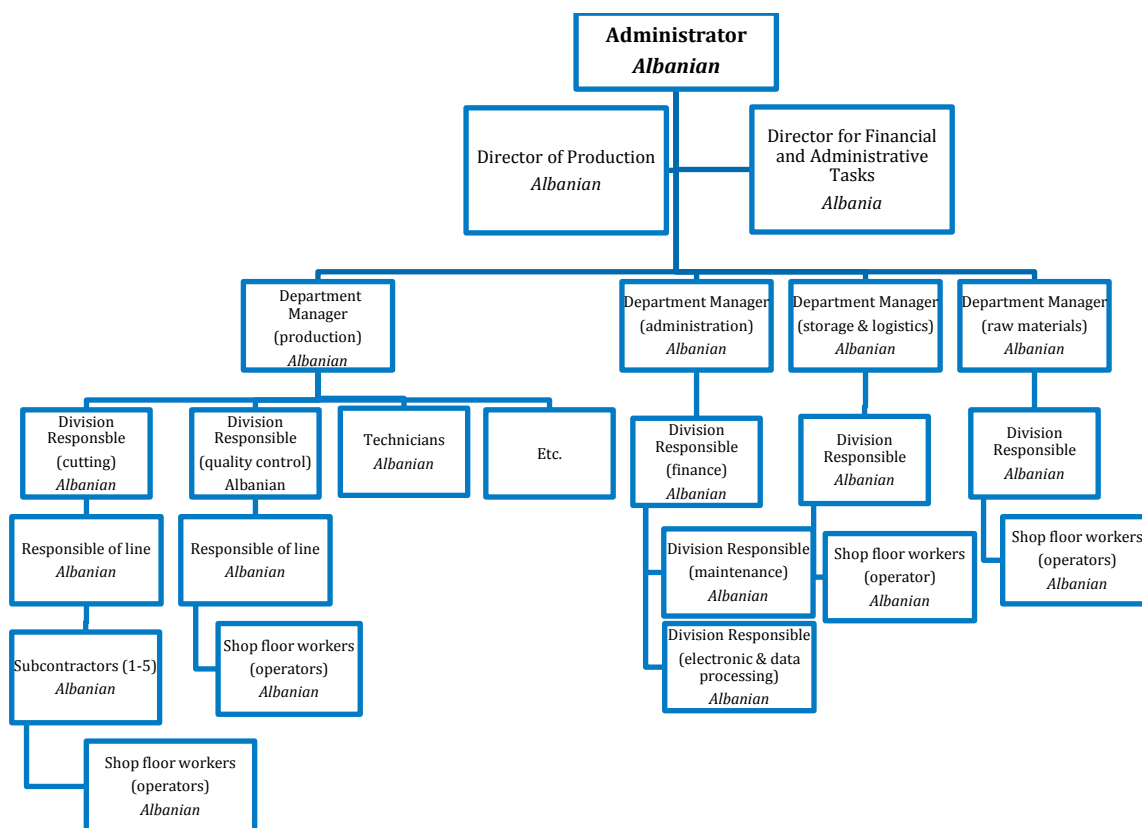 Administrator
Albanian
Director of Production
Albanian
Director for Financial
and Administrative
Tasks
Albania
Department
Manager
(production)
Albanian
Department Manager
(administration)
Albanian
Department Manager
(storage & logistics)
Albanian
Department Manager
(raw materials)
Albanian
Division
Responsble
(cutting)
Albanian
Division
Responsible
(quality control)
Albanian
Technicians
Albanian
Etc.
Division
Responsible
(finance)
Albanian
Division
Responsible
Albanian
Division
Responsible
Albanian
Responsible of line
Albanian
Responsible of line
Albanian
Division Responsible
(maintenance)
Albanian
Shop floor workers
(operator)
Albanian
Shop floor workers
(operators)
Albanian
Subcontractors (1-5)
Albanian
Shop floor workers
(operators)
Albanian
Division Responsible
(electronic & data
processing)
Albanian
Shop floor workers
(operators)
Albanian